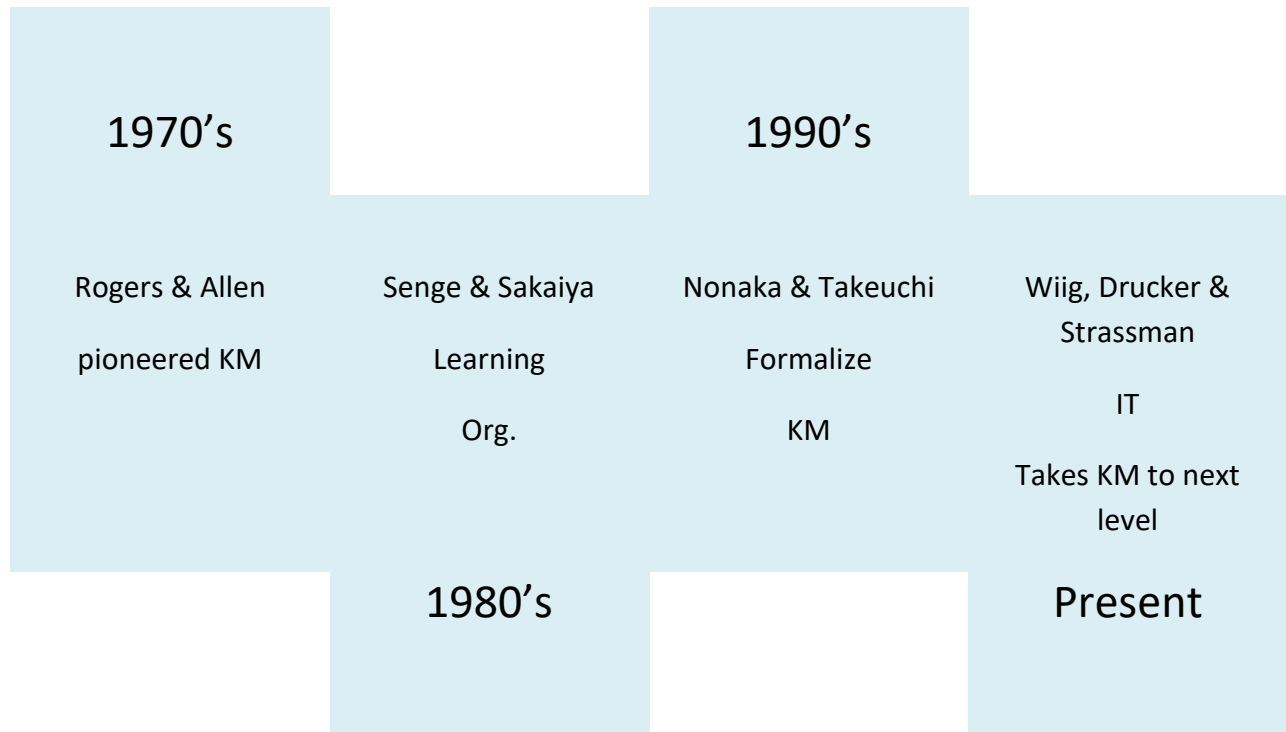 1970’s
Rogers & Allen
pioneered KM
Senge & Sakaiya
Learning
Org.
1980’s
1990’s
Nonaka & Takeuchi
Formalize
KM
Wiig, Drucker &
Strassman
IT
Takes KM to next
level
Present